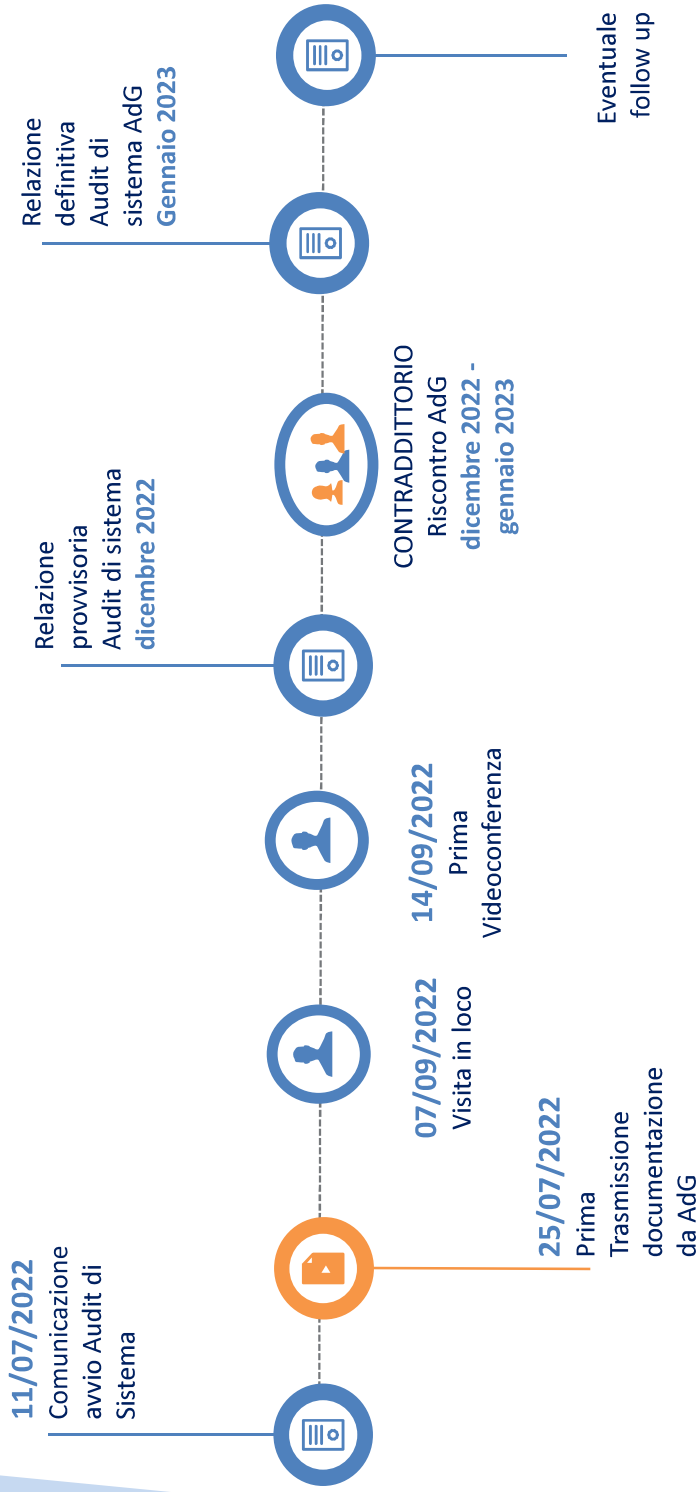 11/07/2022
Comunicazione
avvio Audit di
Sistema
25/07/2022
Prima
Trasmissione
documentazione
da AdG
07/09/2022
Visita in loco
14/09/2022
Prima
Videoconferenza
Relazione
provvisoria
Audit di sistema
dicembre 2022
CONTRADDITTORIO
Riscontro AdG
dicembre 2022 -
gennaio 2023
Relazione
definitiva
Audit di
sistema AdG
Gennaio 2023
Eventuale
follow up